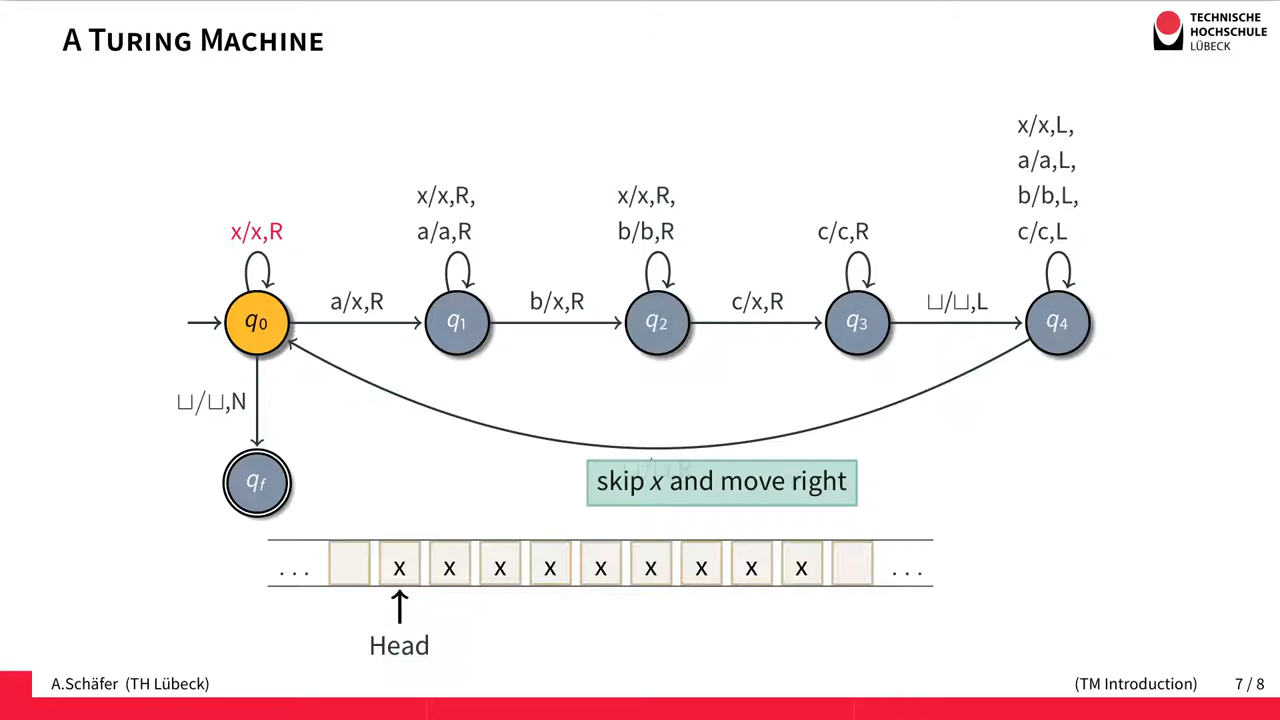 A Turing Machine
TECHNISCHE
HOCHSCHULE
LÜBECK
x/x,L,
a/a,L,
b/b,L,
c/c,L
x/x,R,
a/a,R
x/x,R,
b/b,R
x/x,R
c/c,R
a/x,R
b/x,R
c/x,R
⊔/⊔,L
q₀
q₁
q₂
q₃
q₄
⊔/⊔,N
qf
skip x and move right
... x x x x x x x x x ...
Head
A.Schäfer (TH Lübeck)
(TM Introduction)
7 / 8